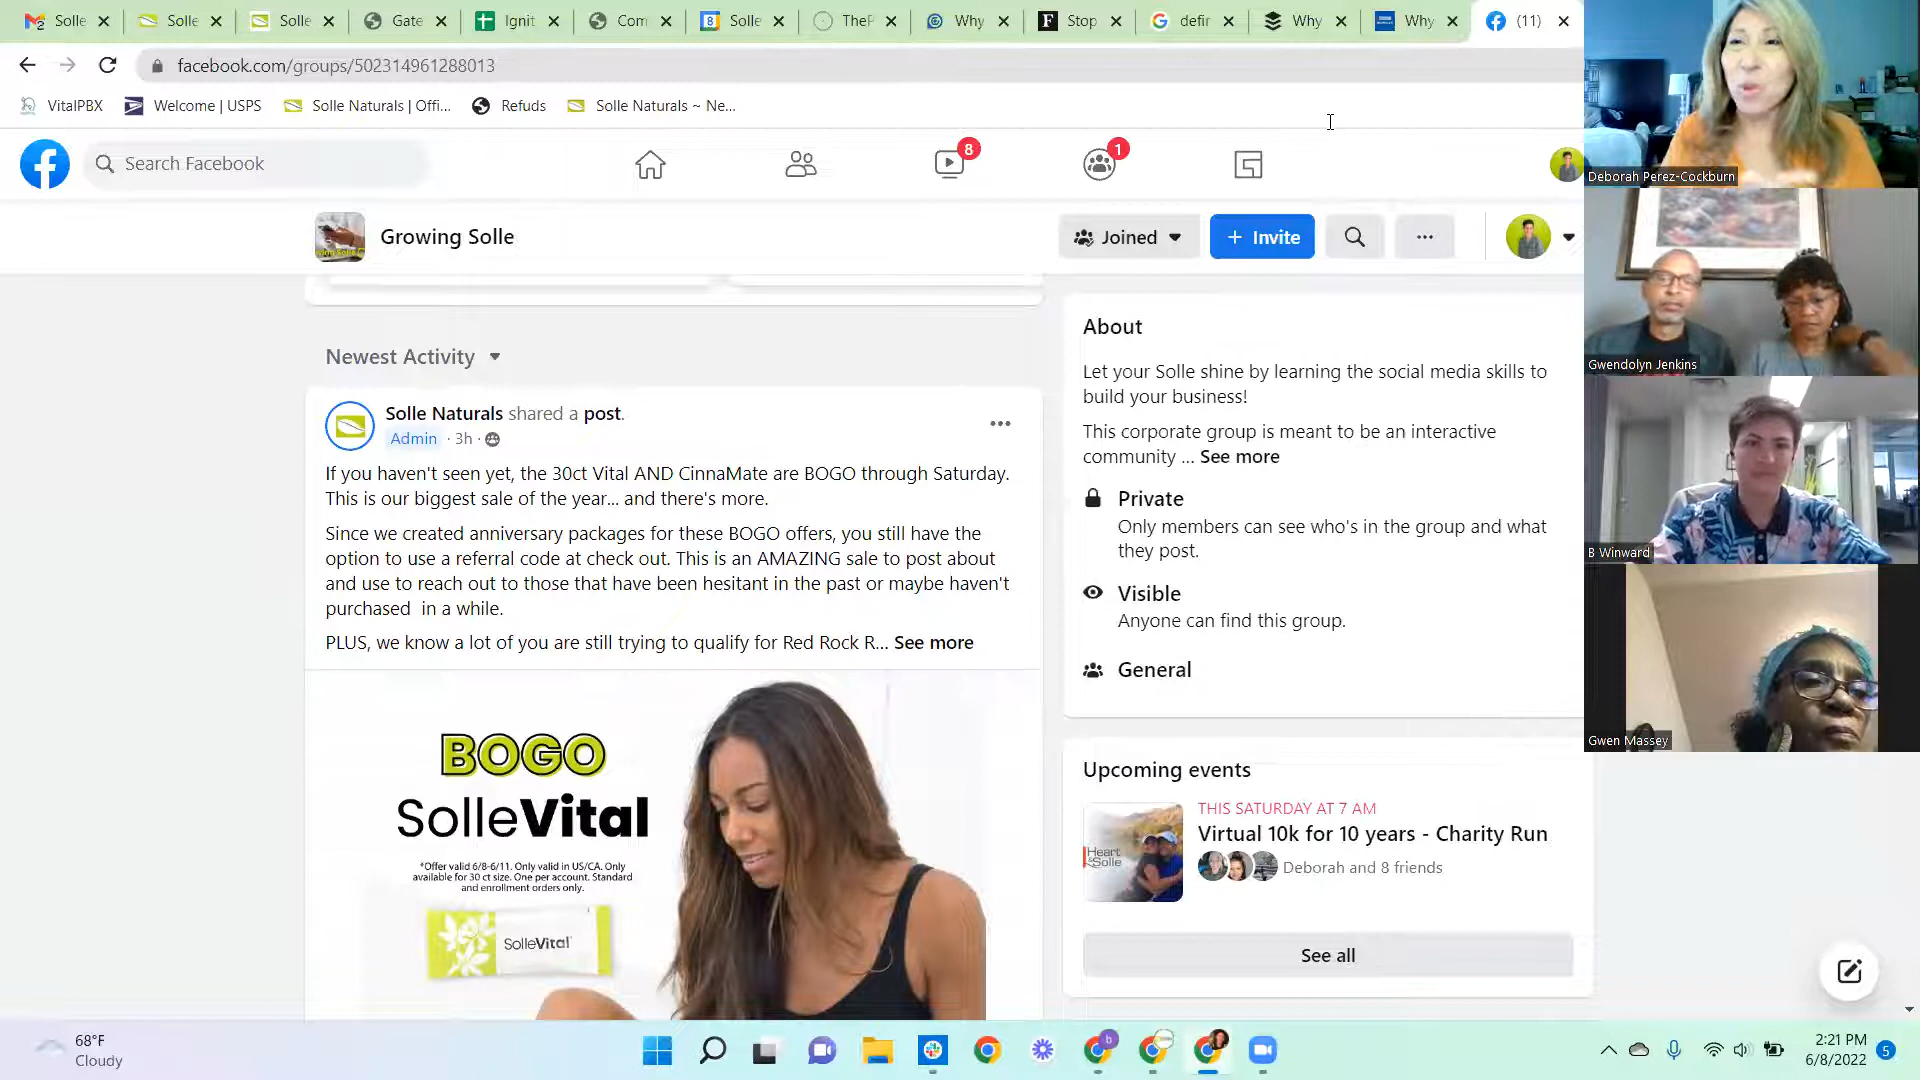 Solle
Solle
Solle
Gate
Ignit
Com
8
Solle
TheP
Why
Stop
defir
Why
Why
(11)
facebook.com/groups/502314961288013
VitalPBX
Welcome | USPS
Solle Naturals | Offi...
Refuds
Solle Naturals ~ Ne...
Search Facebook
8
1
Deborah Perez-Cockburn
Growing Solle
Joined
+ Invite
Gwendolyn Jenkins
Newest Activity
About
Let your Solle shine by learning the social media skills to
build your business!
This corporate group is meant to be an interactive
community ... See more
Private
Only members can see who's in the group and what
they post.
Visible
Anyone can find this group.
General
B Winward
Gwen Massey
Solle Naturals shared a post.
Admin · 3h ·
If you haven't seen yet, the 30ct Vital AND CinnaMate are BOGO through Saturday.
This is our biggest sale of the year... and there's more.
Since we created anniversary packages for these BOGO offers, you still have the
option to use a referral code at check out. This is an AMAZING sale to post about
and use to reach out to those that have been hesitant in the past or maybe haven't
purchased in a while.
PLUS, we know a lot of you are still trying to qualify for Red Rock R... See more
BOGO
SolleVital
*Offer valid 6/8-6/11. Only valid in US/CA. Only
available for 30 ct size. One per account. Standard
and enrollment orders only.
SolleVital
Upcoming events
Heart
&Solle
THIS SATURDAY AT 7 AM
Virtual 10k for 10 years - Charity Run
Deborah and 8 friends
See all
68°F
Cloudy
2:21 PM
6/8/2022
5